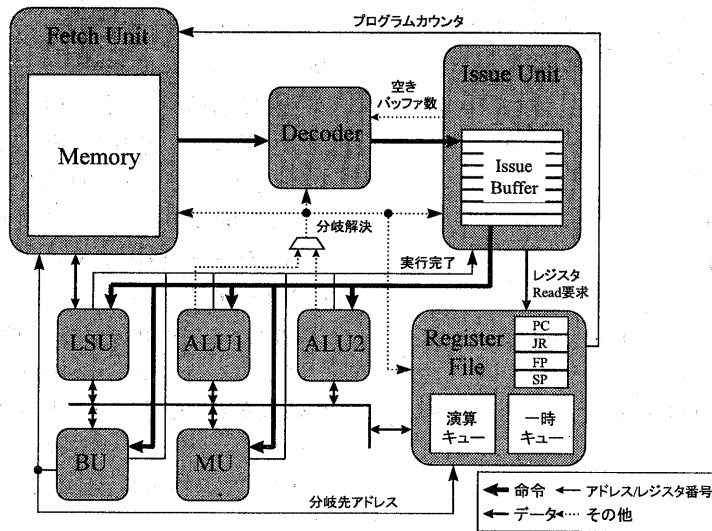 プログラムカウンタ
Fetch Unit
Memory
Decoder
空き
バッファ数
Issue Unit
Issue
Buffer
分岐解決
実行完了
レジスタ
Read要求
LSU
ALU1
ALU2
Register
File
PC
JR
FP
SP
演算
キュー
一時
キュー
BU
MU
分岐先アドレス
命令
アドレス/レジスタ番号
データ
その他